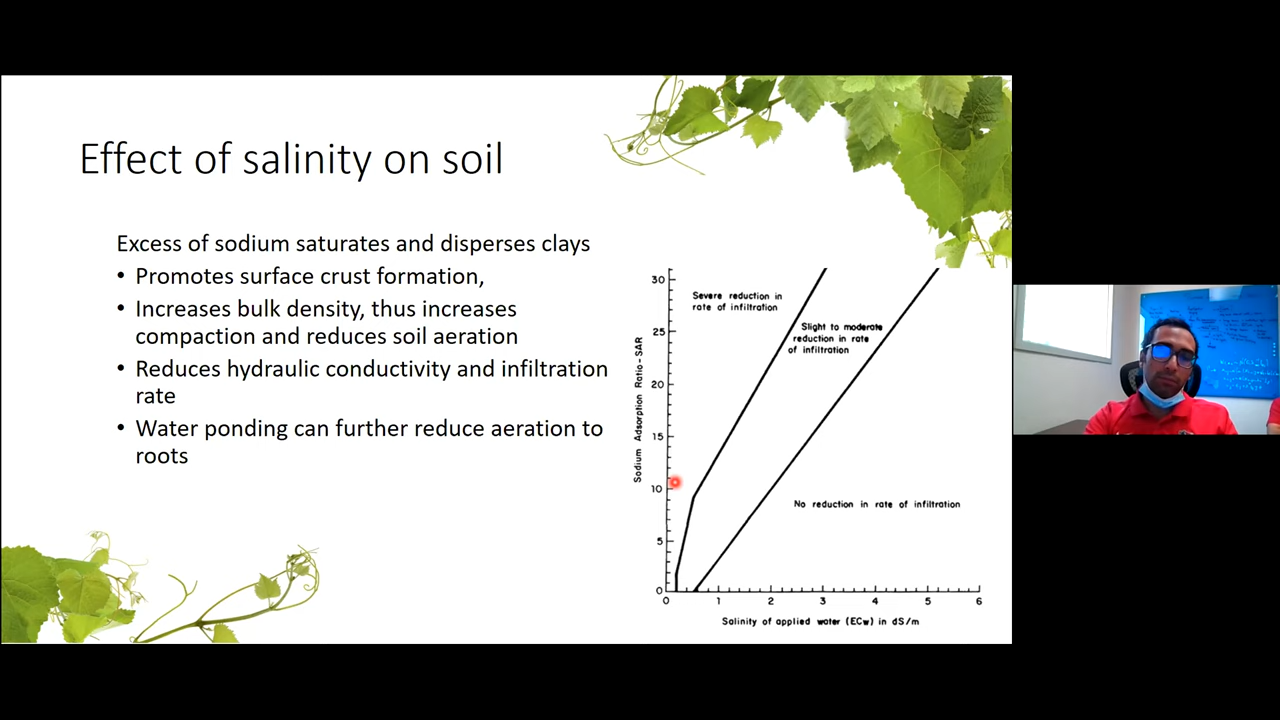 Effect of salinity on soil
Excess of sodium saturates and disperses clays
• Promotes surface crust formation,
• Increases bulk density, thus increases
compaction and reduces soil aeration
• Reduces hydraulic conductivity and infiltration
rate
• Water ponding can further reduce aeration to
roots
Sodium Adsorption Ratio-SAR
30
25
20
15
10
5
0
Severe reduction in
rate of infiltration
Slight to moderate
reduction in rate
of infiltration
No reduction in rate of infiltration
0 1 2 3 4 5 6
Salinity of applied water (ECw) in dS/m